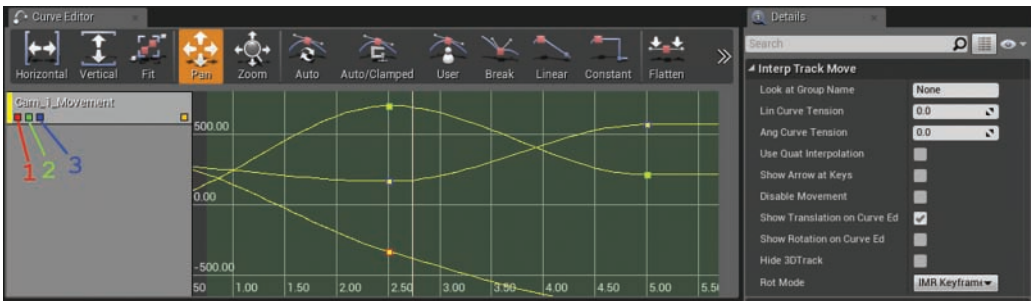 Curve Editor
Details
Horizontal Vertical Fit Pan Zoom Auto Auto/Clamped User Break Linear Constant Flatten
Search
Interp Track Move
Look at Group Name None
Lin Curve Tension 0.0
Ang Curve Tension 0.0
Use Quat Interpolation
Show Arrow at Keys
Disable Movement
Show Translation on Curve Ed
Show Rotation on Curve Ed
Hide 3DTrack
Rot Mode IMR Keyframe
Cam_1_Movement
1 2 3
500.00
0.00
-500.00
50 1.00 1.50 2.00 2.50 3.00 3.50 4.00 4.50 5.00 5.50